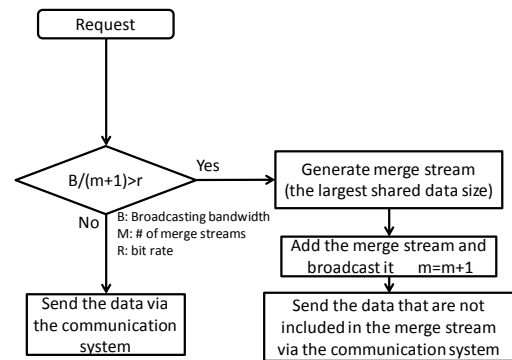 Request
B/(m+1)>r
Yes
No
B: Broadcasting bandwidth
M: # of merge streams
R: bit rate
Generate merge stream
(the largest shared data size)
Add the merge stream and
broadcast it m=m+1
Send the data via
the communication
system
Send the data that are not
included in the merge stream
via the communication system